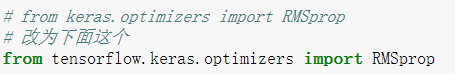 # from keras.optimizers import RMSprop
# 改为下面这个
from tensorflow.keras.optimizers import RMSprop